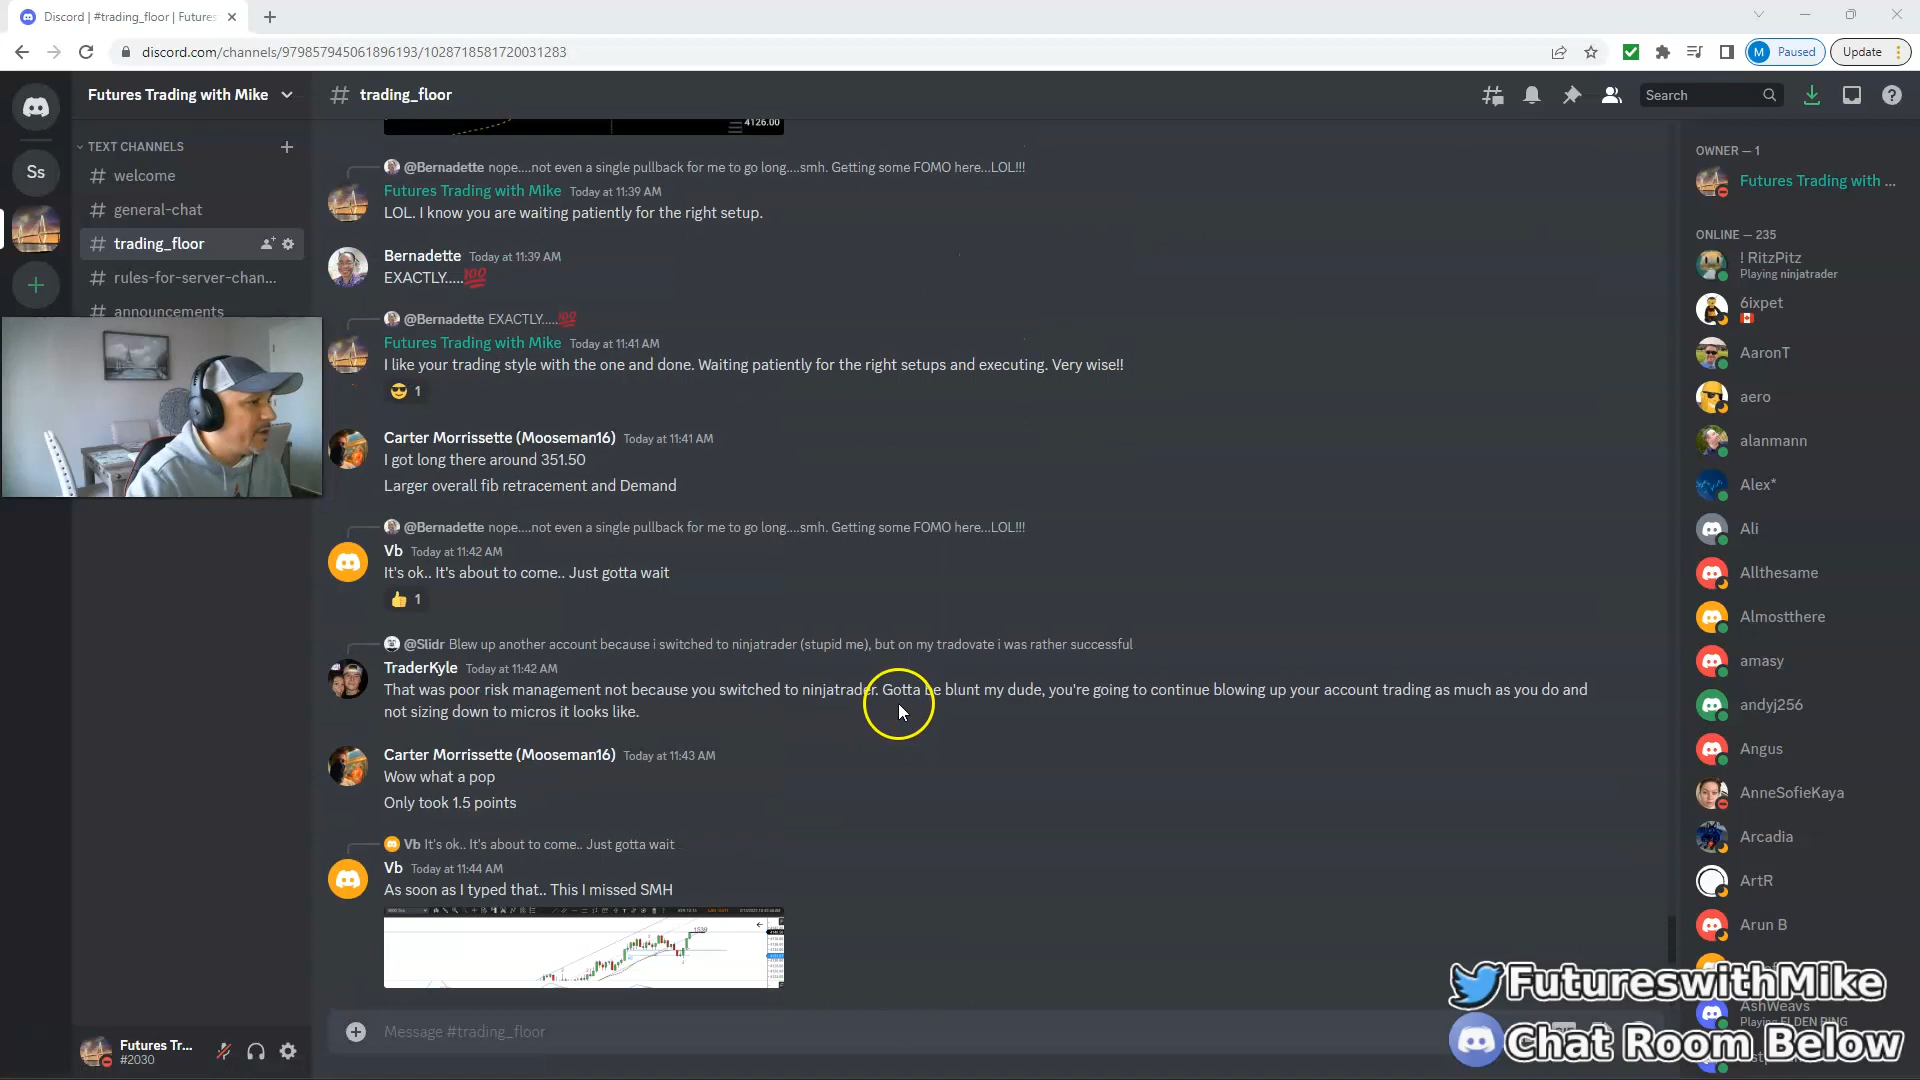 Discord | #trading_floor | Futures
discord.com/channels/979857945061896193/1028718581720031283
M Paused
Update
Ss
Futures Trading with Mike
TEXT CHANNELS
# welcome
# general-chat
# trading_floor
# rules-for-server-chan...
# announcements
Futures Tr...
#2030
# trading_floor
Search
4126.00
@Bernadette nope....not even a single pullback for me to go long....smh. Getting some FOMO here...LOL!!!
Futures Trading with Mike Today at 11:39 AM
LOL. I know you are waiting patiently for the right setup.
Bernadette Today at 11:39 AM
EXACTLY.....💯
@Bernadette EXACTLY.....💯
Futures Trading with Mike Today at 11:41 AM
I like your trading style with the one and done. Waiting patiently for the right setups and executing. Very wise!!
😎 1
Carter Morrissette (Mooseman16) Today at 11:41 AM
I got long there around 351.50
Larger overall fib retracement and Demand
@Bernadette nope....not even a single pullback for me to go long....smh. Getting some FOMO here...LOL!!!
Vb Today at 11:42 AM
It's ok.. It's about to come.. Just gotta wait
👍 1
@Slidr Blew up another account because i switched to ninjatrader (stupid me), but on my tradovate i was rather successful
TraderKyle Today at 11:42 AM
That was poor risk management not because you switched to ninjatrader. Gotta be blunt my dude, you're going to continue blowing up your account trading as much as you do and
not sizing down to micros it looks like.
Carter Morrissette (Mooseman16) Today at 11:43 AM
Wow what a pop
Only took 1.5 points
Vb It's ok.. It's about to come.. Just gotta wait
Vb Today at 11:44 AM
As soon as I typed that.. This I missed SMH
Message #trading_floor
OWNER — 1
Futures Trading with ...
ONLINE — 235
! RitzPitz
Playing ninjatrader
6ixpet
AaronT
aero
alanmann
Alex*
Ali
Allthesame
Almostthere
amasy
andyj256
Angus
AnneSofieKaya
Arcadia
ArtR
Arun B
AshWeavs
Playing ELDEN RING
FutureswithMike
Chat Room Below